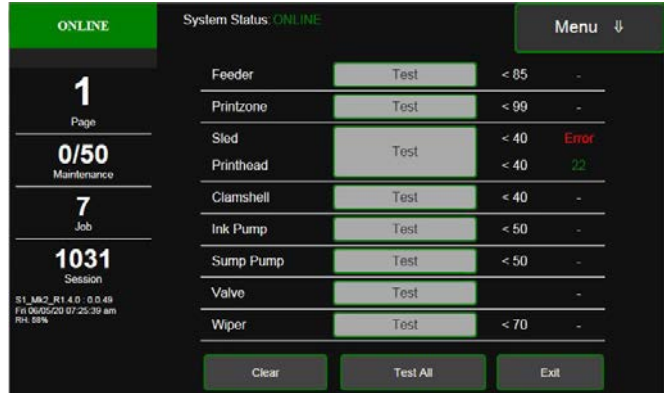 ONLINE
System Status: ONLINE
Menu ⇓
1
Page
0/50
Maintenance
7
Job
1031
Session
S1_Mk2_R1.4.0 : 0.0.49
Fri 06/05/20 07:25:39 am
RH: 58%
Feeder Test < 85 -
Printzone Test < 99 -
Sled < 40 Error
Test
Printhead < 40 22
Clamshell Test < 40 -
Ink Pump Test < 50 -
Sump Pump Test < 50 -
Valve Test -
Wiper Test < 70 -
Clear Test All Exit